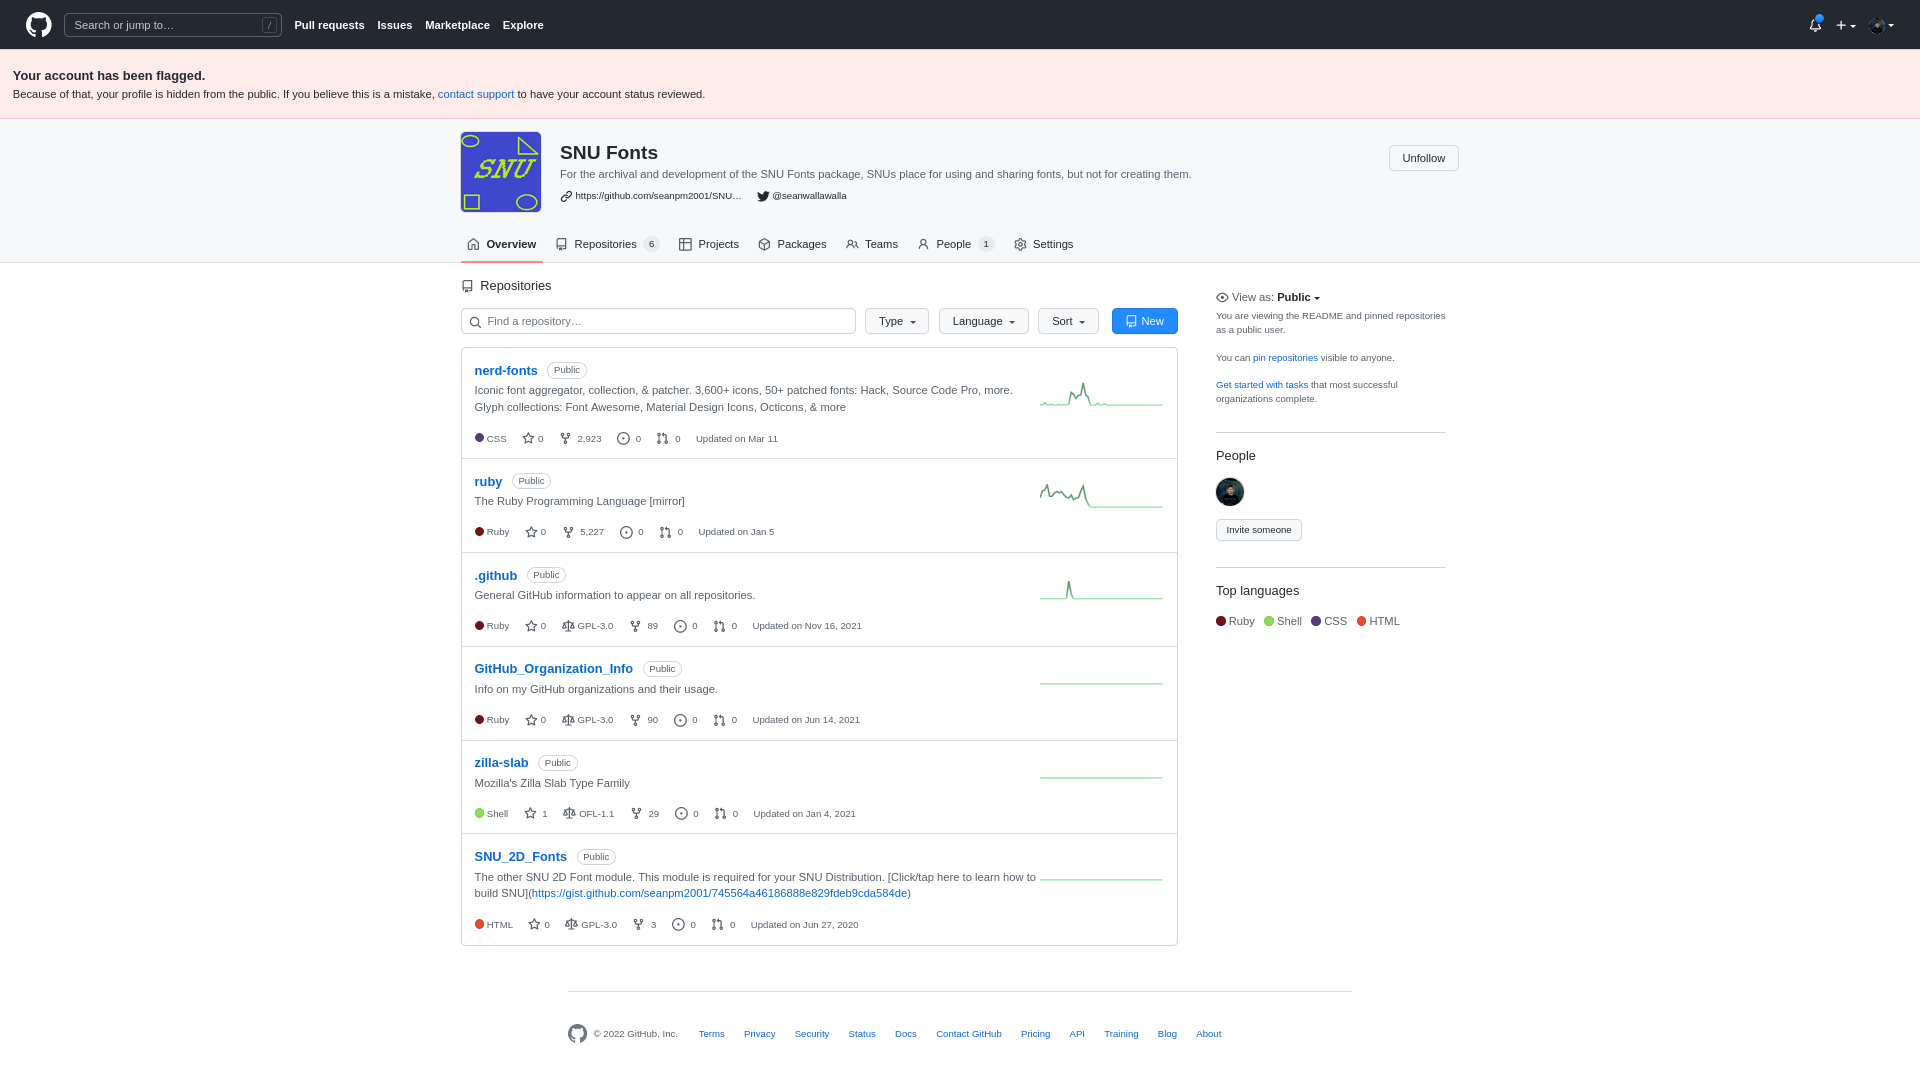 Search or jump to… /
Pull requests Issues Marketplace Explore
Your account has been flagged.
Because of that, your profile is hidden from the public. If you believe this is a mistake, contact support to have your account status reviewed.
SNU
SNU Fonts
Unfollow
For the archival and development of the SNU Fonts package, SNUs place for using and sharing fonts, but not for creating them.
https://github.com/seanpm2001/SNU… @seanwallawalla
Overview Repositories 6 Projects Packages Teams People 1 Settings
Repositories
Find a repository… Type Language Sort New
nerd-fonts Public
Iconic font aggregator, collection, & patcher. 3,600+ icons, 50+ patched fonts: Hack, Source Code Pro, more.
Glyph collections: Font Awesome, Material Design Icons, Octicons, & more
CSS 0 2,923 0 0 Updated on Mar 11
ruby Public
The Ruby Programming Language [mirror]
Ruby 0 5,227 0 0 Updated on Jan 5
.github Public
General GitHub information to appear on all repositories.
Ruby 0 GPL-3.0 89 0 0 Updated on Nov 16, 2021
GitHub_Organization_Info Public
Info on my GitHub organizations and their usage.
Ruby 0 GPL-3.0 90 0 0 Updated on Jun 14, 2021
zilla-slab Public
Mozilla's Zilla Slab Type Family
Shell 1 OFL-1.1 29 0 0 Updated on Jan 4, 2021
SNU_2D_Fonts Public
The other SNU 2D Font module. This module is required for your SNU Distribution. [Click/tap here to learn how to
build SNU](https://gist.github.com/seanpm2001/745564a46186888e829fdeb9cda584de)
HTML 0 GPL-3.0 3 0 0 Updated on Jun 27, 2020
View as: Public
You are viewing the README and pinned repositories
as a public user.
You can pin repositories visible to anyone.
Get started with tasks that most successful
organizations complete.
People
Invite someone
Top languages
Ruby Shell CSS HTML
© 2022 GitHub, Inc. Terms Privacy Security Status Docs Contact GitHub Pricing API Training Blog About